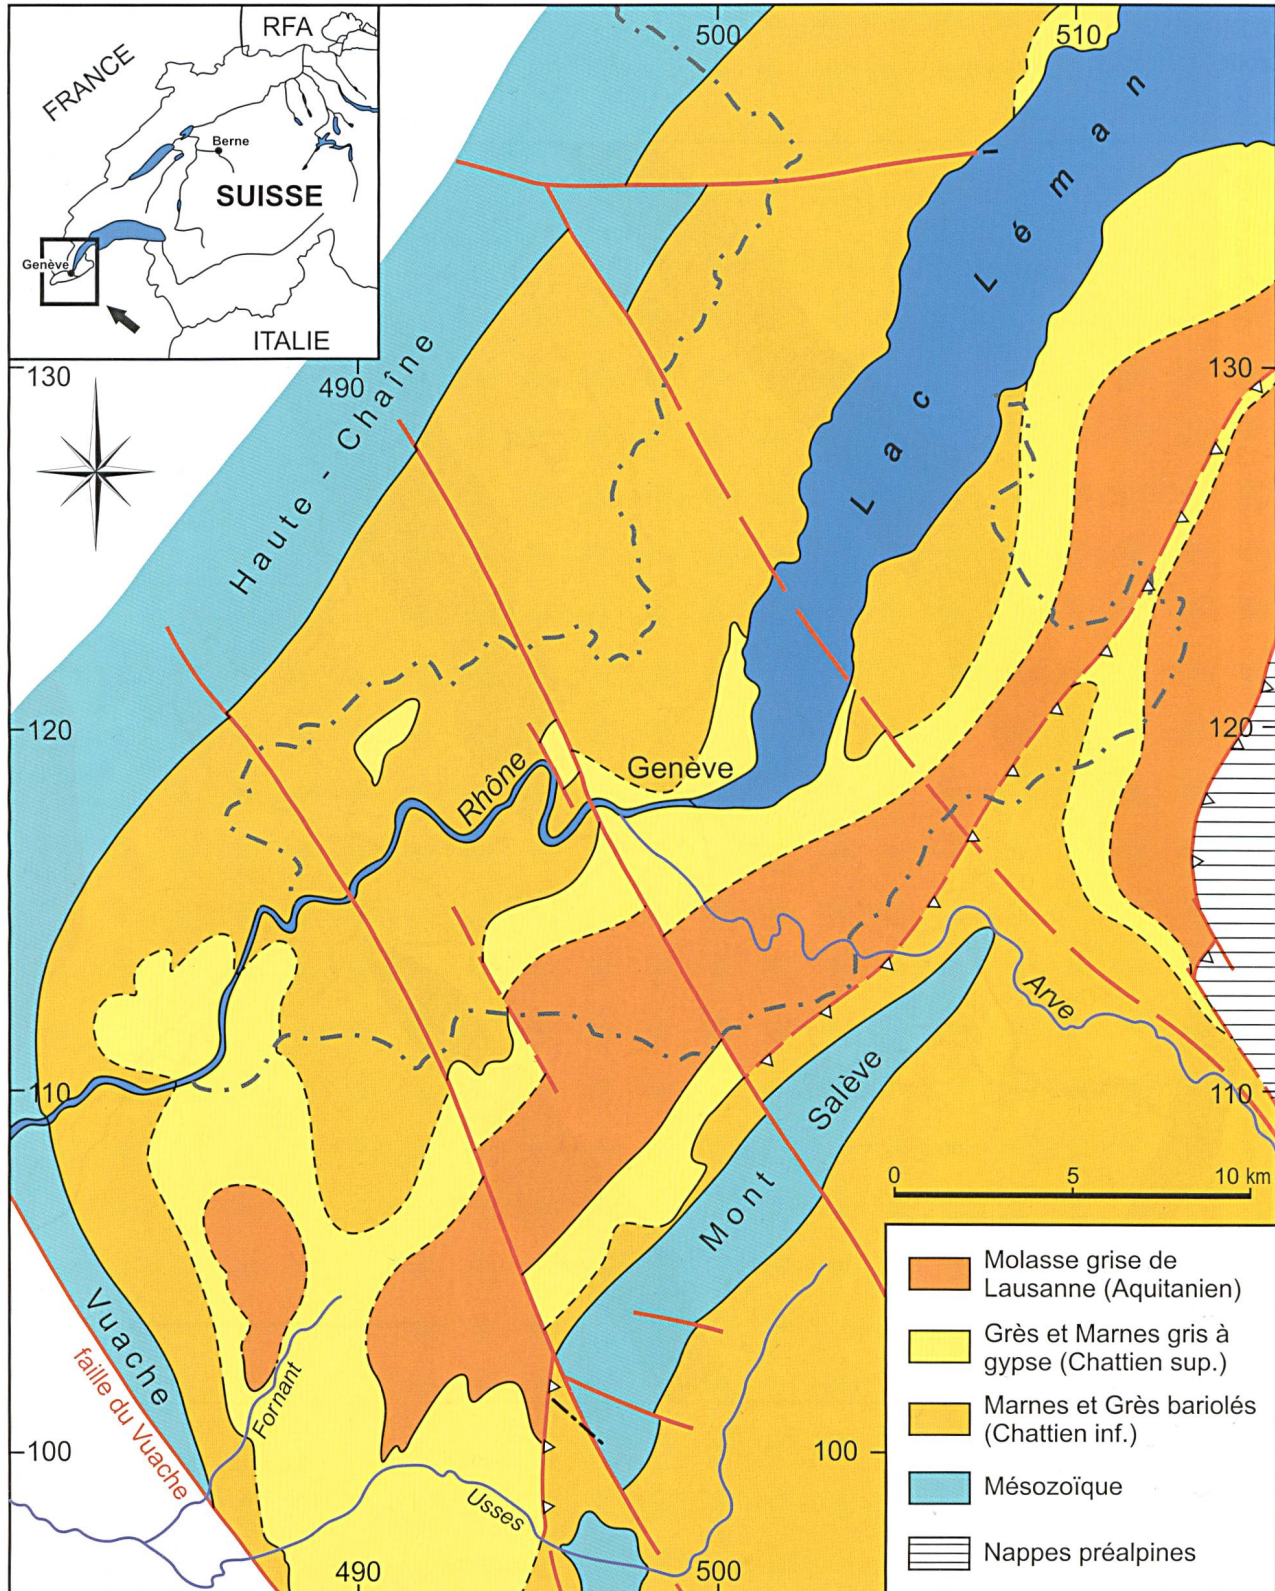 RFA
FRANCE
Berne
SUISSE
Genève
ITALIE
500
510
130
490
130
Lac Léman
Haute - Chaîne
120
Rhône
Genève
120
Arve
110
Salève
110
Mont
0 5 10 km
Vuache
faille du Vuache
Fornant
100
100
Usses
490
500
Molasse grise de
Lausanne (Aquitanien)
Grès et Marnes gris à
gypse (Chattien sup.)
Marnes et Grès bariolés
(Chattien inf.)
Mésozoïque
Nappes préalpines